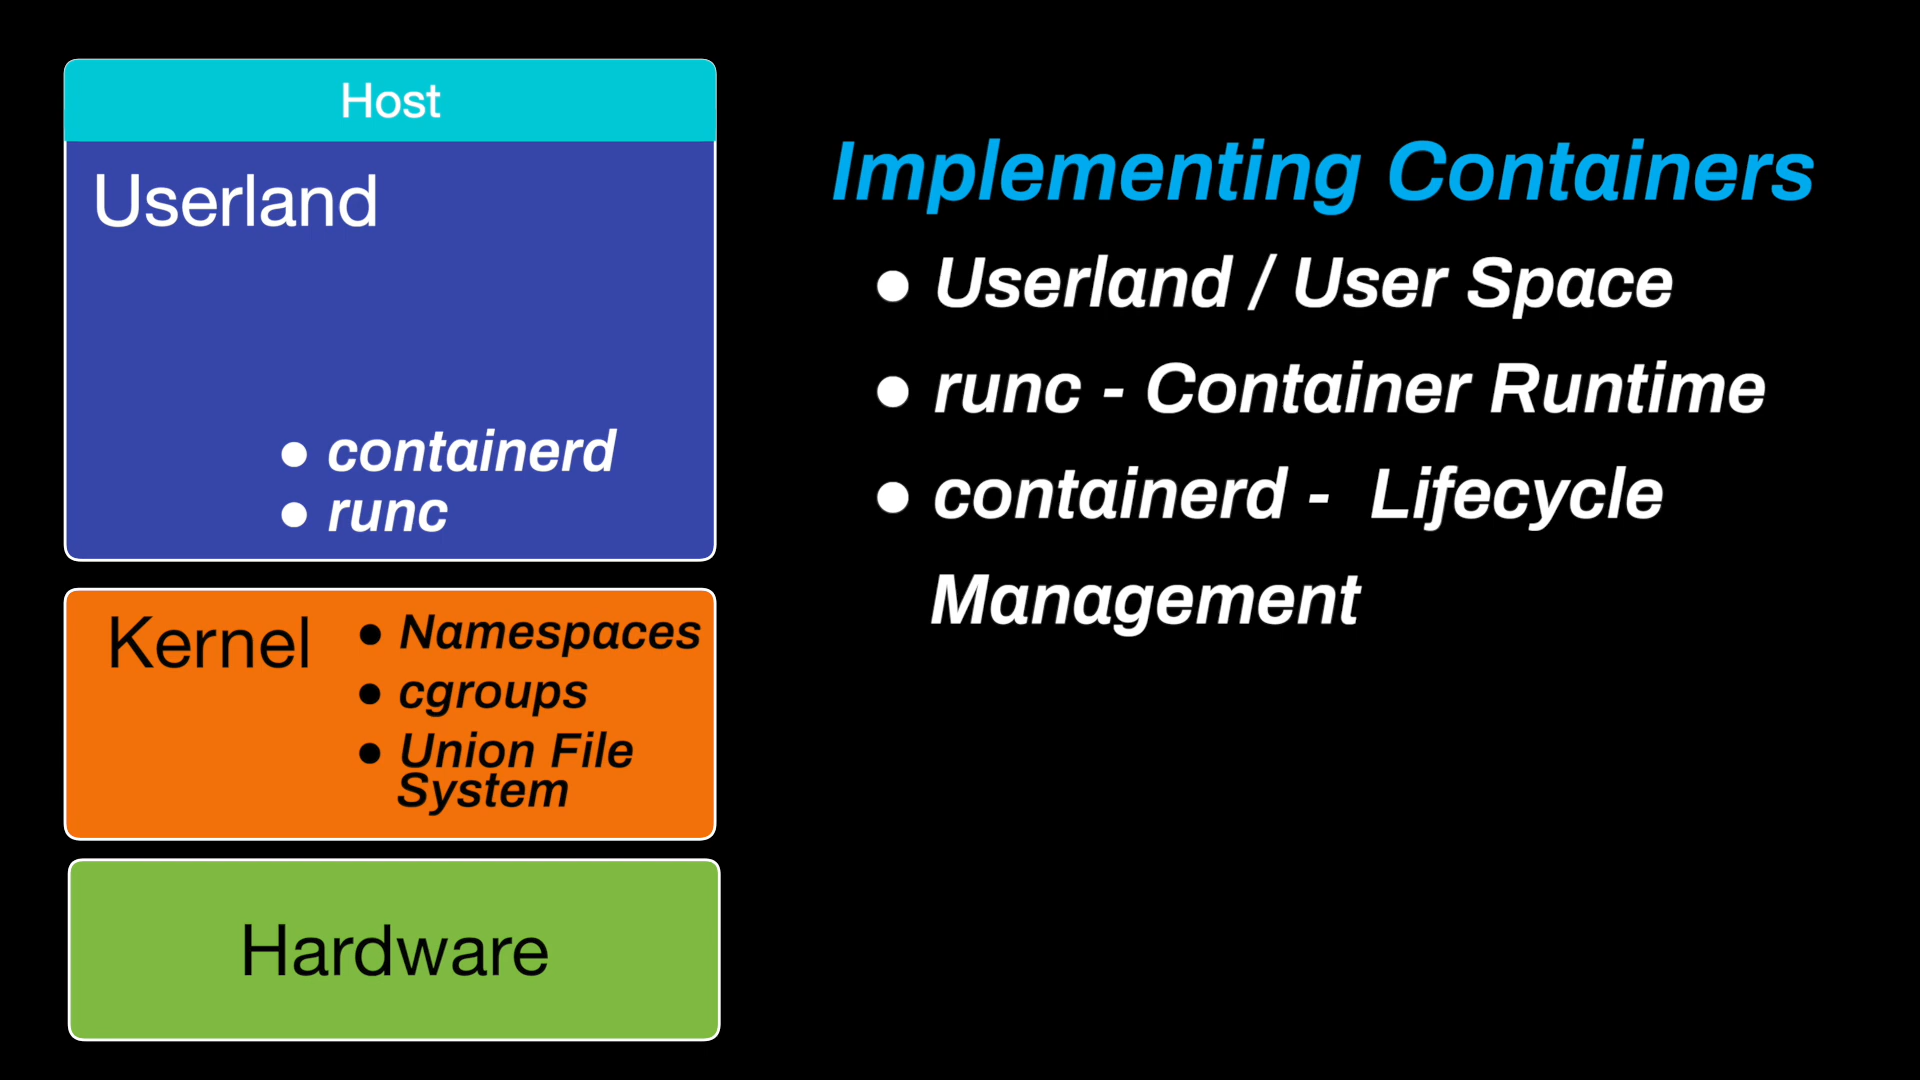 Host
Userland
● containerd
● runc
Kernel
● Namespaces
● cgroups
● Union File
System
Hardware
Implementing Containers
● Userland / User Space
● runc - Container Runtime
● containerd - Lifecycle
Management